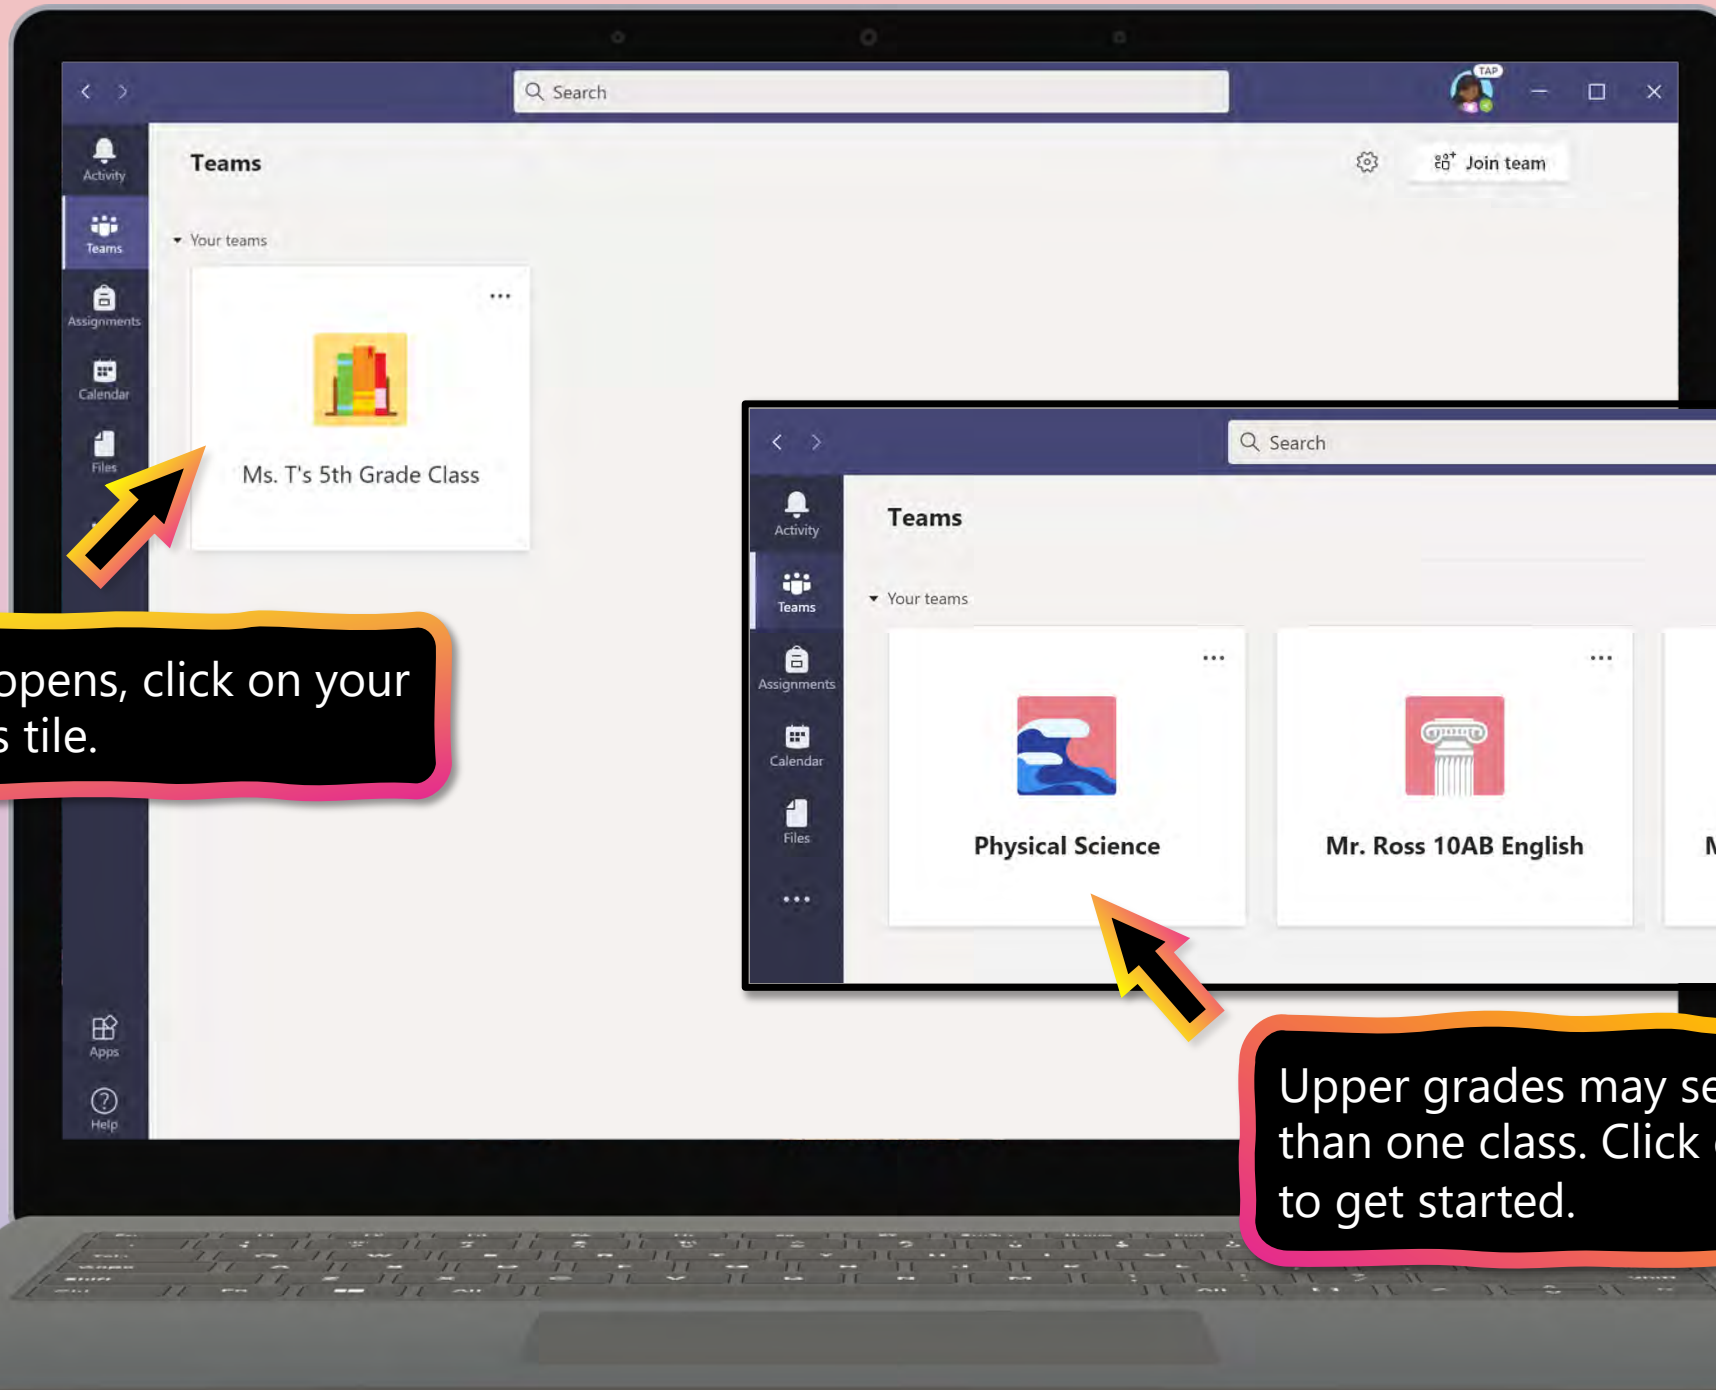 Search
TAP
Activity
Teams
Join team
Teams
Your teams
Assignments
Calendar
Files
Ms. T's 5th Grade Class
opens, click on your
s tile.
Apps
Help
Search
Activity
Teams
Teams
Your teams
Assignments
Calendar
Files
Physical Science
Mr. Ross 10AB English
M
Upper grades may se
than one class. Click
to get started.